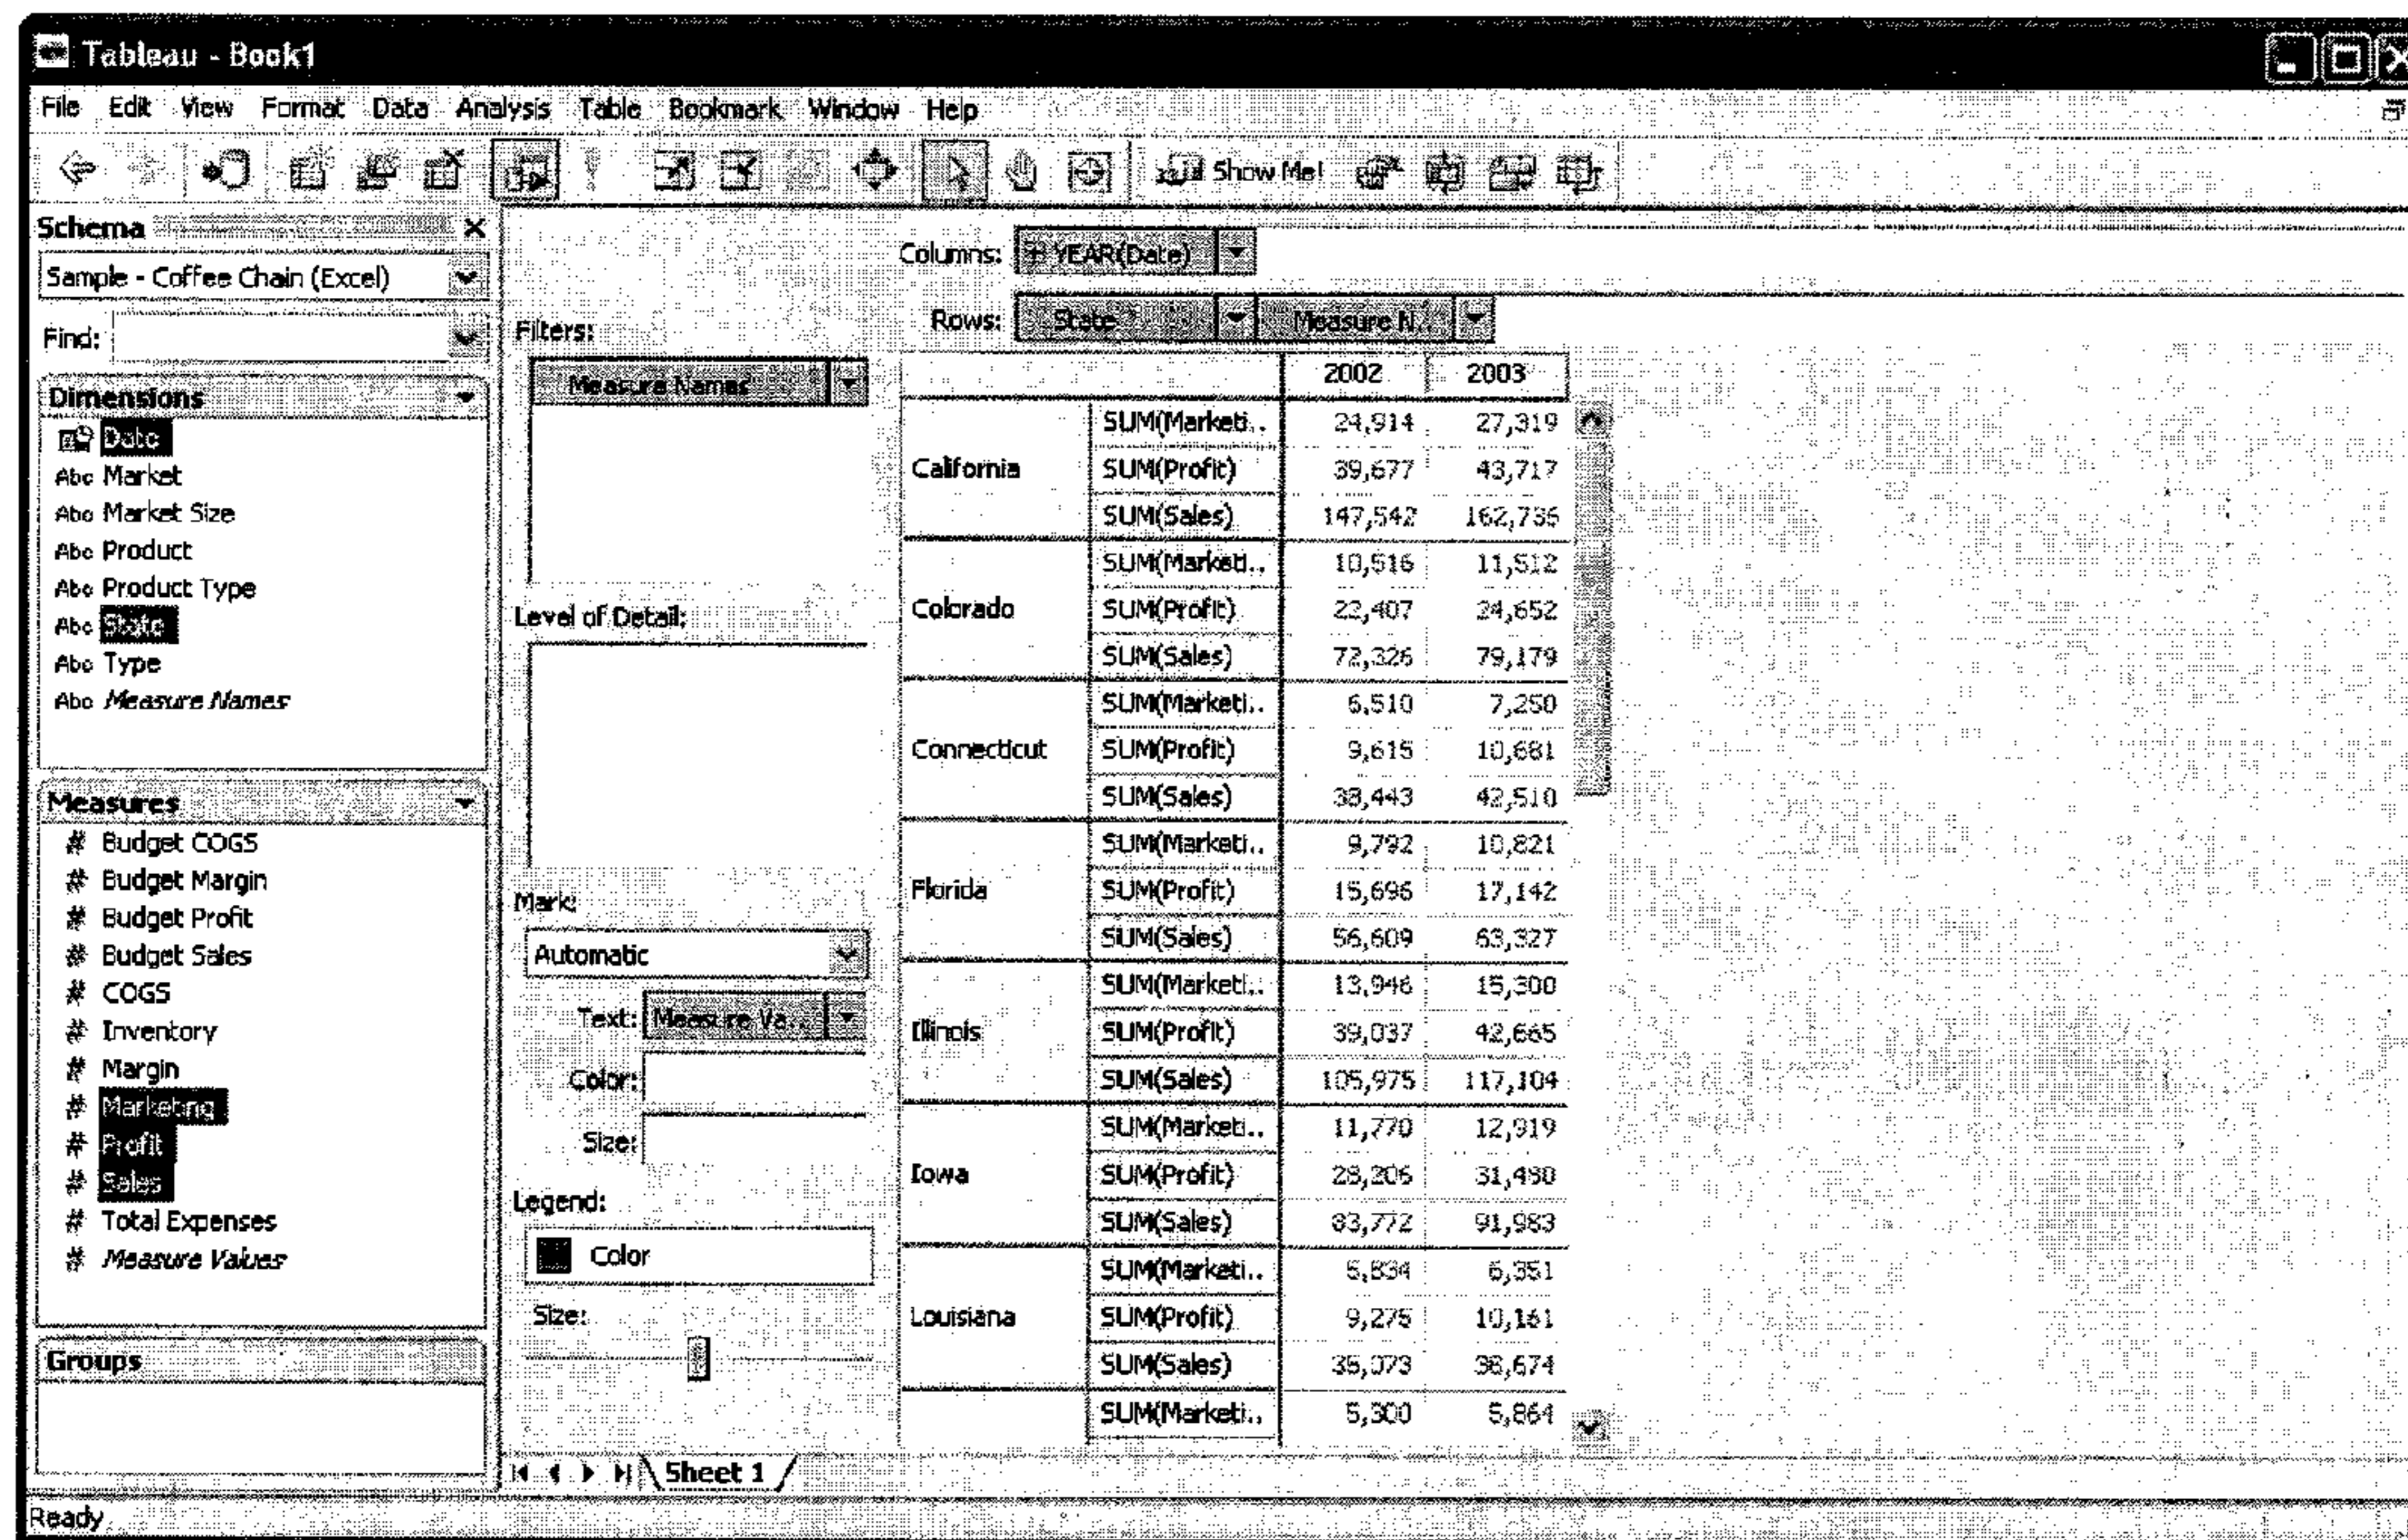 Tableau - Book1
File Edit View Format Data Analysis Table Bookmark Window Help
Show Me!
Schema
Sample - Coffee Chain (Excel)
Find:
Dimensions
Date
Abc Market
Abc Market Size
Abc Product
Abc Product Type
Abc State
Abc Type
Abc Measure Names
Measures
# Budget COGS
# Budget Margin
# Budget Profit
# Budget Sales
# COGS
# Inventory
# Margin
# Marketing
# Profit
# Sales
# Total Expenses
# Measure Values
Groups
Columns: YEAR(Date)
Rows: State Measure N..
Filters:
Measure Names
Level of Detail:
Mark:
Automatic
Text: Measure Va...
Color:
Size:
Legend:
Color
Size:
2002 2003
California
SUM(Marketi.. 24,914 27,319
SUM(Profit) 39,677 43,717
SUM(Sales) 147,542 162,736
Colorado
SUM(Marketi.. 10,516 11,512
SUM(Profit) 22,407 24,652
SUM(Sales) 72,326 79,179
Connecticut
SUM(Marketi.. 6,510 7,250
SUM(Profit) 9,615 10,681
SUM(Sales) 38,443 42,510
Florida
SUM(Marketi.. 9,792 10,821
SUM(Profit) 15,696 17,142
SUM(Sales) 56,609 63,327
Illinois
SUM(Marketi.. 13,946 15,300
SUM(Profit) 39,037 42,665
SUM(Sales) 105,975 117,104
Iowa
SUM(Marketi.. 11,770 12,919
SUM(Profit) 28,206 31,480
SUM(Sales) 83,772 91,983
Louisiana
SUM(Marketi.. 5,834 6,351
SUM(Profit) 9,275 10,161
SUM(Sales) 35,073 38,674
SUM(Marketi.. 5,300 5,864
Sheet 1
Ready